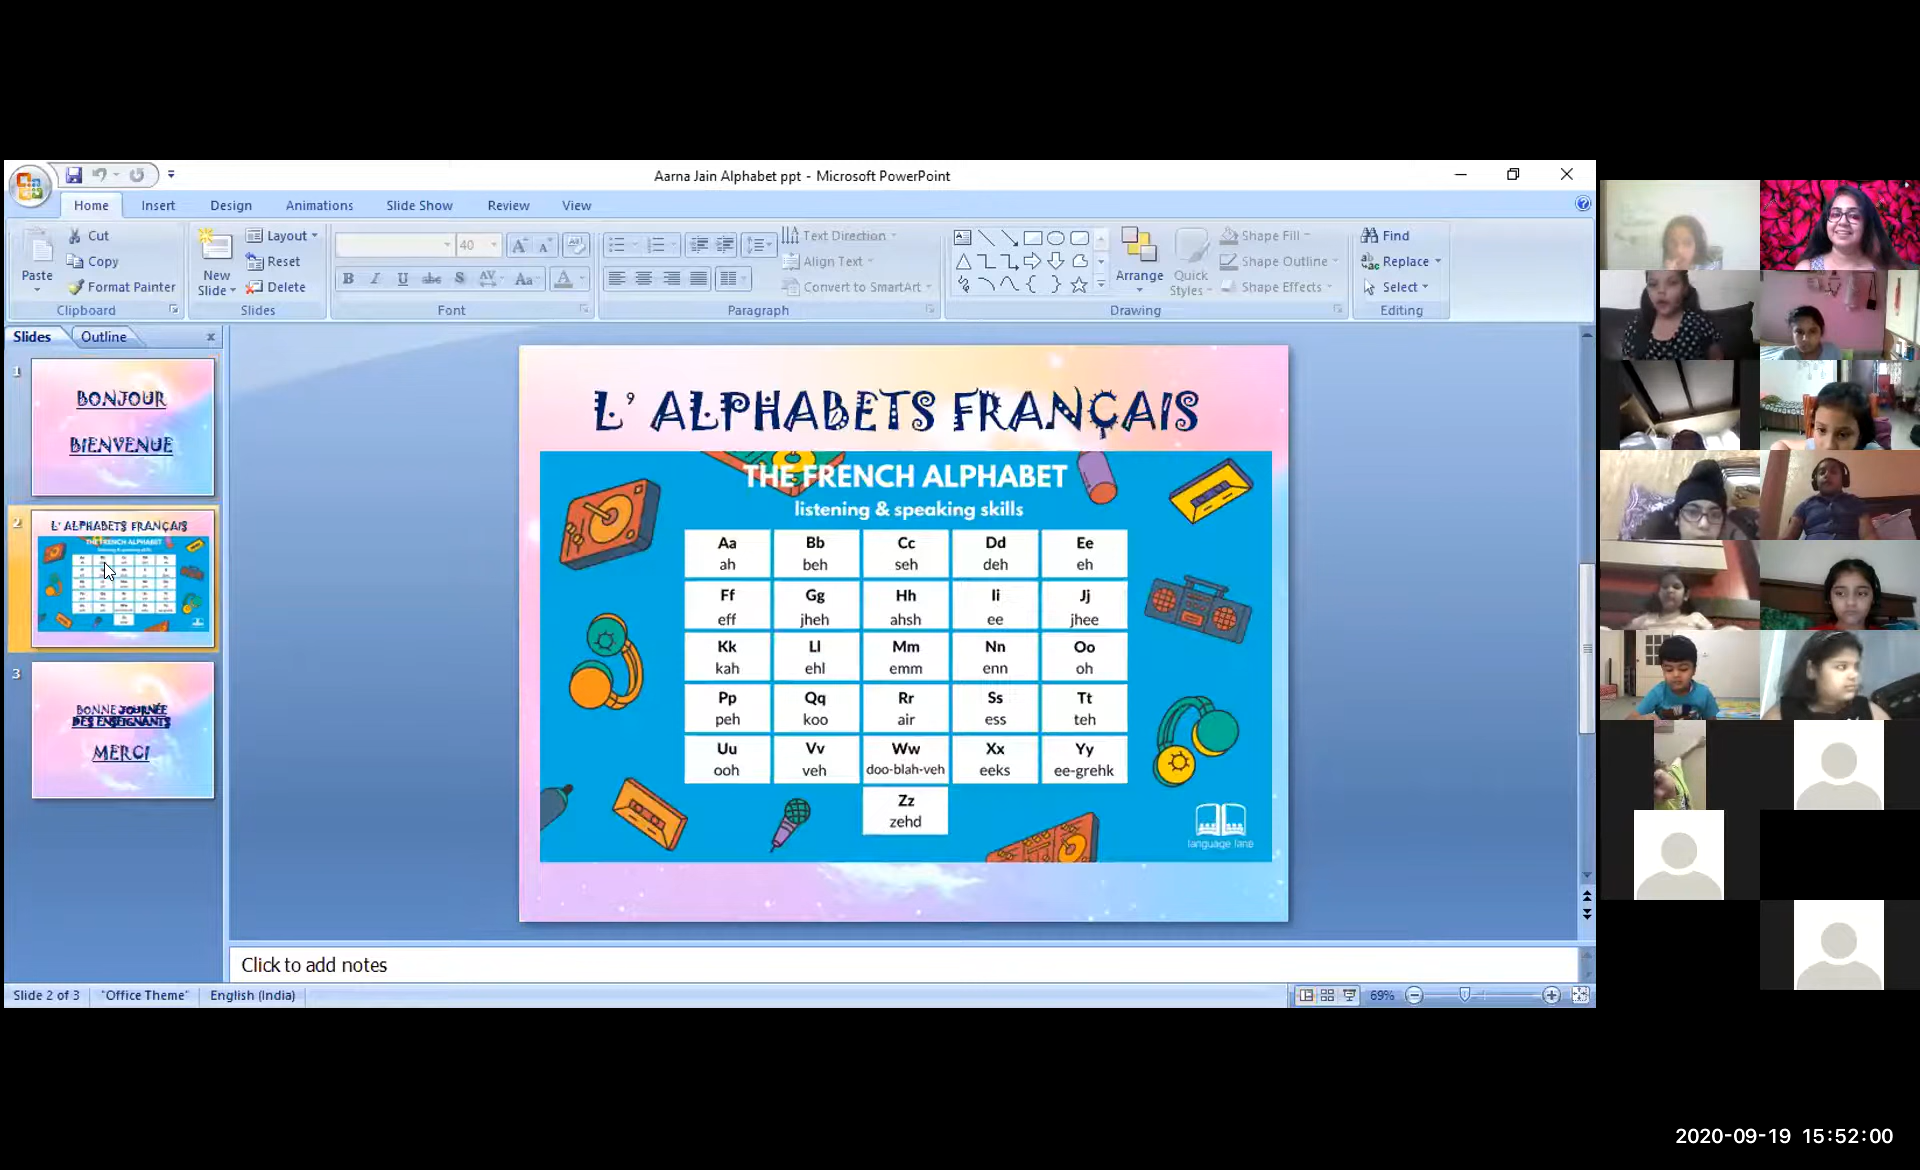 Aarna Jain Alphabet ppt - Microsoft PowerPoint
Home Insert Design Animations Slide Show Review View
Paste
Cut
Copy
Format Painter
Clipboard
New Slide
Layout
Reset
Delete
Slides
40
Font
Text Direction
Align Text
Convert to SmartArt
Paragraph
Arrange
Quick Styles
Shape Fill
Shape Outline
Shape Effects
Drawing
Find
Replace
Select
Editing
Slides Outline
1
BONJOUR
BIENVENUE
2
L' ALPHABETS FRANÇAIS
THE FRENCH ALPHABET
3
BONNE JOURNÉE
DES ENSEIGNANTS
MERCI
L' ALPHABETS FRANÇAIS
THE FRENCH ALPHABET
listening & speaking skills
Aa Bb Cc Dd Ee
ah beh seh deh eh
Ff Gg Hh Ii Jj
eff jheh ahsh ee jhee
Kk Ll Mm Nn Oo
kah ehl emm enn oh
Pp Qq Rr Ss Tt
peh koo air ess teh
Uu Vv Ww Xx Yy
ooh veh doo-blah-veh eeks ee-grehk
Zz
zehd
language lane
Click to add notes
Slide 2 of 3 "Office Theme" English (India) 69%
2020-09-19 15:52:00